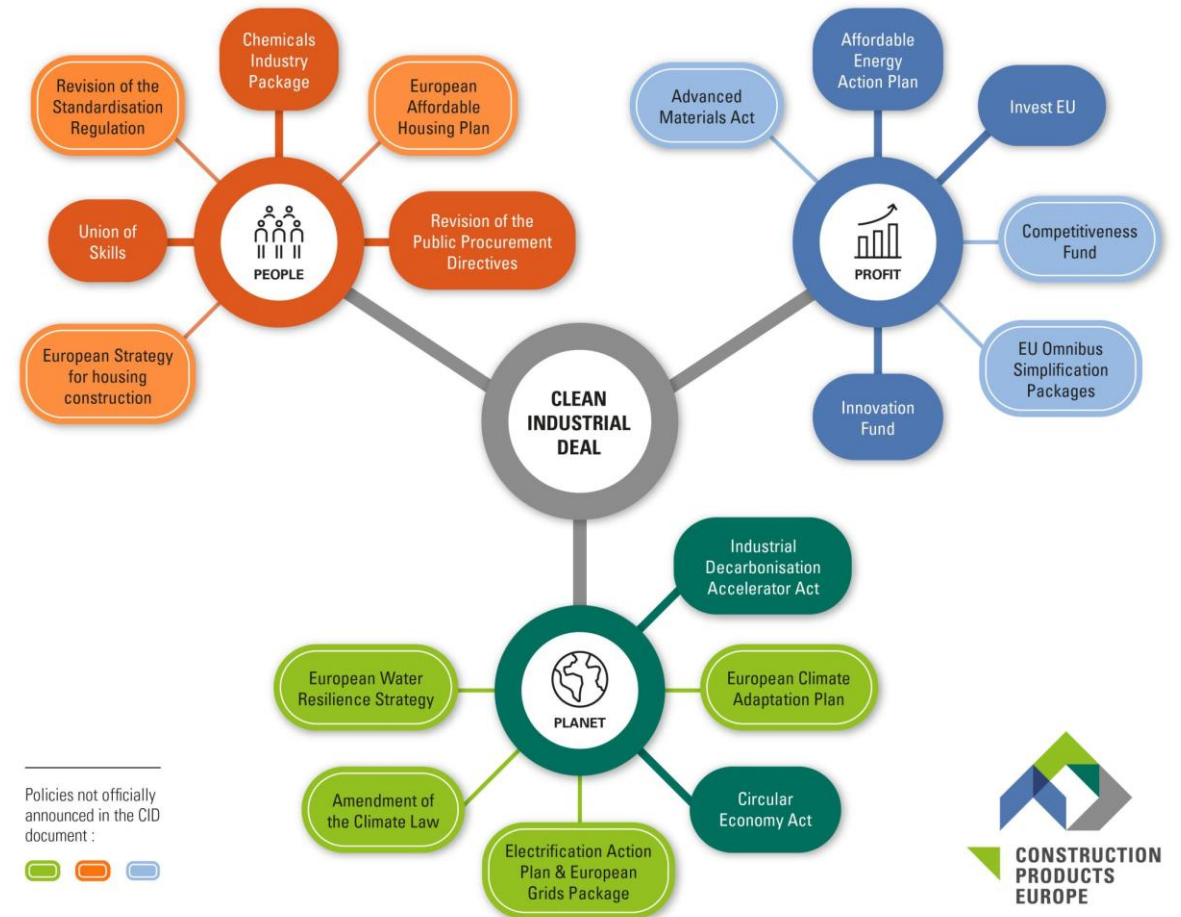 Chemicals
Industry
Package
Revision of the
Standardisation
Regulation
European
Affordable
Housing Plan
Union of
Skills
PEOPLE
Revision of the
Public Procurement
Directives
European Strategy
for housing
construction
Affordable
Energy
Action Plan
Advanced
Materials Act
Invest EU
PROFIT
Competitiveness
Fund
EU Omnibus
Simplification
Packages
Innovation
Fund
CLEAN
INDUSTRIAL
DEAL
Industrial
Decarbonisation
Accelerator Act
European Water
Resilience Strategy
PLANET
European Climate
Adaptation Plan
Amendment of
the Climate Law
Circular
Economy Act
Electrification Action
Plan & European
Grids Package
Policies not officially
announced in the CID
document :
CONSTRUCTION
PRODUCTS
EUROPE